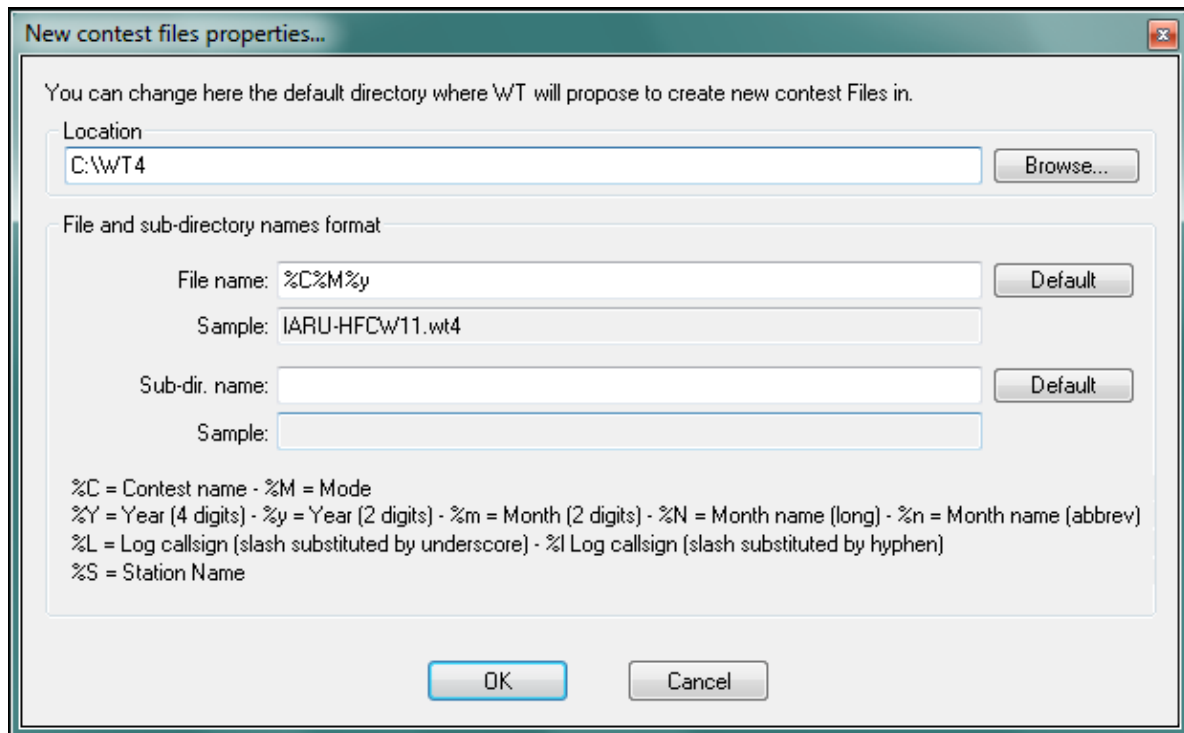 New contest files properties...
You can change here the default directory where WT will propose to create new contest Files in.
Location
C:\WT4
Browse...
File and sub-directory names format
File name: %C%M%y Default
Sample: IARU-HFCW11.wt4
Sub-dir. name: Default
Sample:
%C = Contest name - %M = Mode
%Y = Year (4 digits) - %y = Year (2 digits) - %m = Month (2 digits) - %N = Month name (long) - %n = Month name (abbrev)
%L = Log callsign (slash substituted by underscore) - %l Log callsign (slash substituted by hyphen)
%S = Station Name
OK Cancel